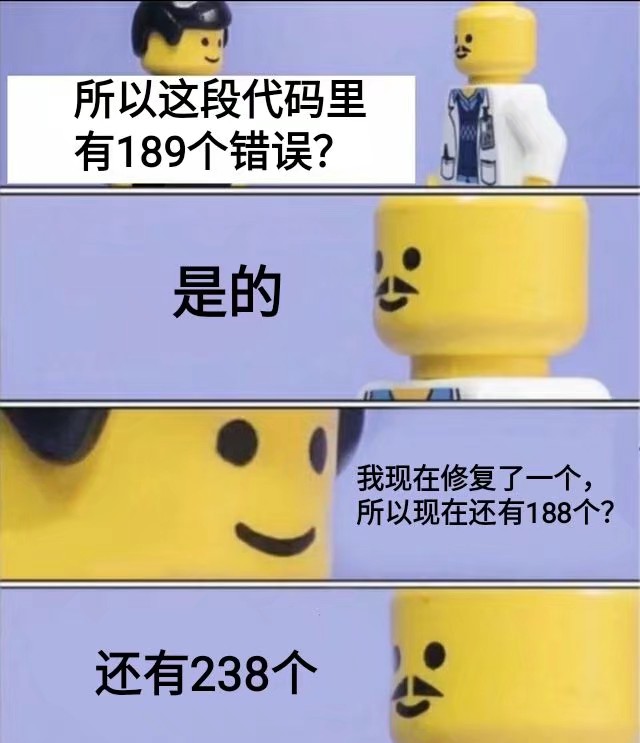 所以这段代码里
有189个错误？
是的
我现在修复了一个，
所以现在还有188个？
还有238个